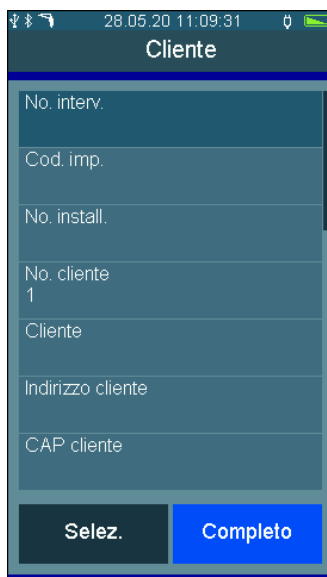 28.05.20 11:09:31
Cliente
No. interv.
Cod. imp.
No. install.
No. cliente
1
Cliente
Indirizzo cliente
CAP cliente
Selez.
Completo